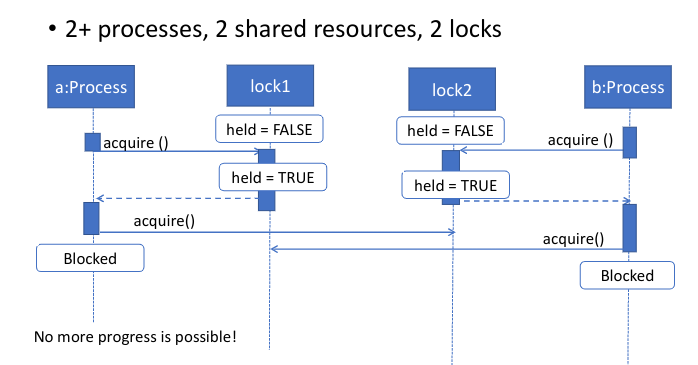 • 2+ processes, 2 shared resources, 2 locks
a:Process
lock1
lock2
b:Process
held = FALSE
held = FALSE
acquire ()
acquire ()
held = TRUE
held = TRUE
acquire()
acquire()
Blocked
Blocked
No more progress is possible!